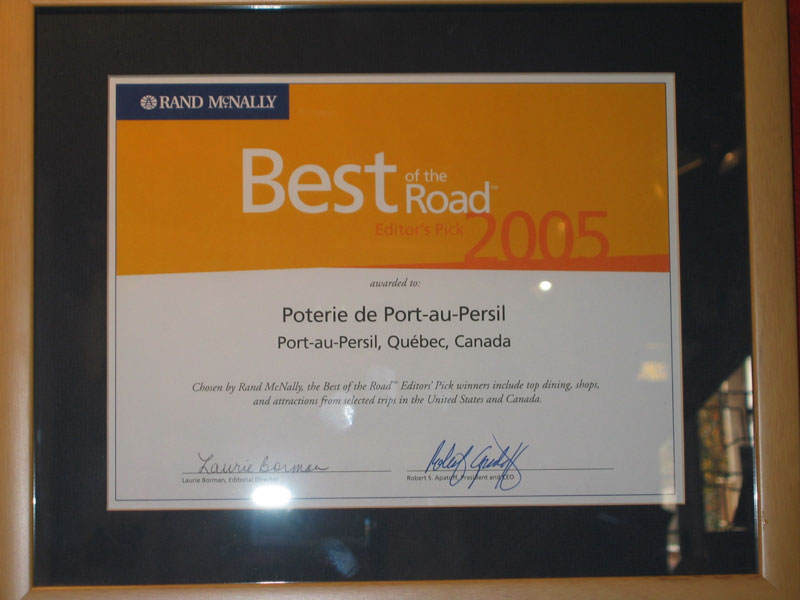 RAND McNALLY
Best of the Road™
Editor's Pick 2005
awarded to:
Poterie de Port-au-Persil
Port-au-Persil, Québec, Canada
Chosen by Rand McNally, the Best of the Road™ Editors' Pick winners include top dining, shops,
and attractions from selected trips in the United States and Canada.
Laurie Borman
Laurie Borman, Editorial Director
Robert S. Apatoff, President and CEO